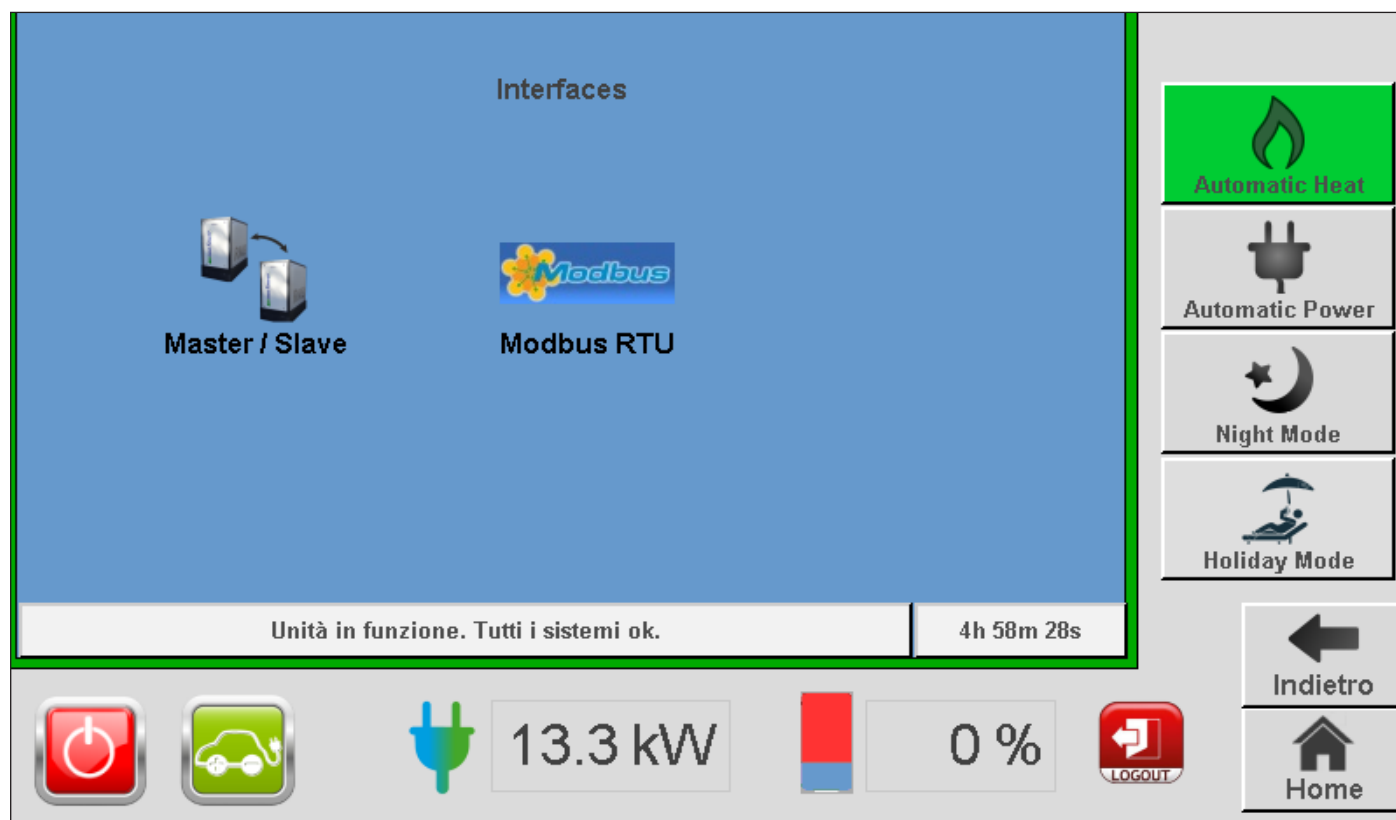 Interfaces
Automatic Heat
Modbus
Automatic Power
Master / Slave
Modbus RTU
Night Mode
Holiday Mode
Unità in funzione. Tutti i sistemi ok.
4h 58m 28s
Indietro
13.3 kW
0 %
LOGOUT
Home